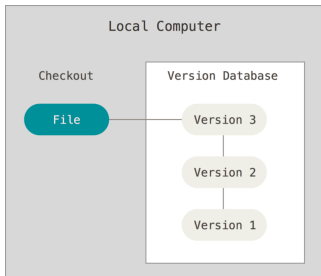 Local Computer
Checkout
Version Database
File
Version 3
Version 2
Version 1